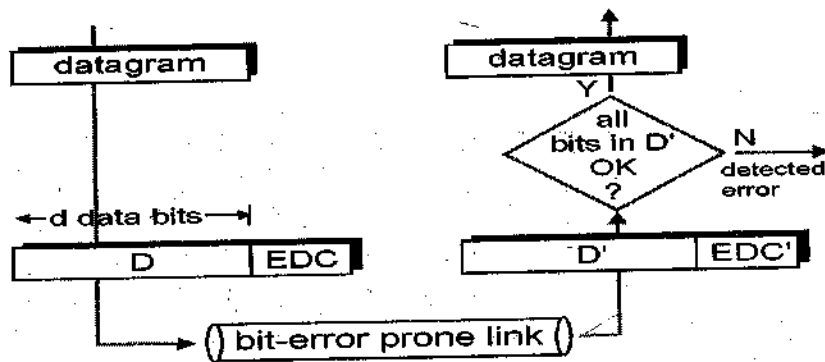 datagram
datagram
Y
all
bits in D'
OK
?
N
detected
error
d data bits
D
EDC
D'
EDC'
bit-error prone link